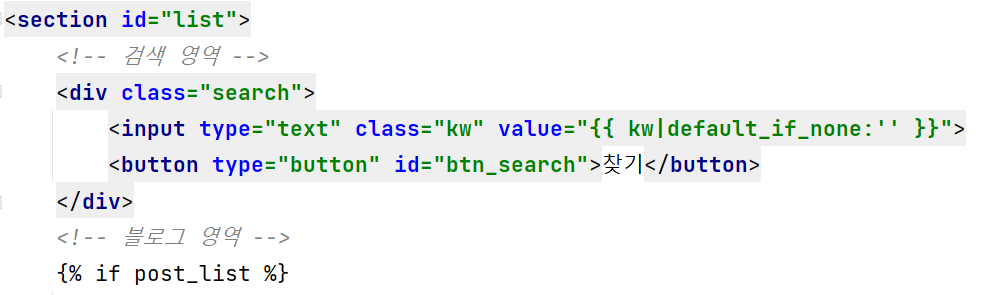 <section id="list">
<!-- 검색 영역 -->
<div class="search">
<input type="text" class="kw" value="{{ kw|default_if_none:'' }}">
<button type="button" id="btn_search">찾기</button>
</div>
<!-- 블로그 영역 -->
{% if post_list %}